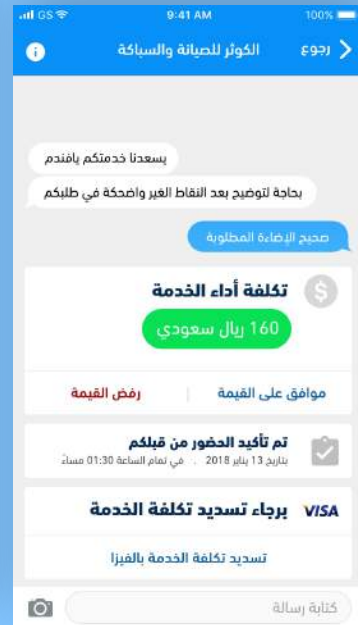 GS 9:41 AM 100%
رجوع الكوثر للصيانة والسباكة
يسعدنا خدمتكم يافندم
بحاجة لتوضيح بعد النقاط الغير واضحكة في طلبكم
صحيح الإضاءة المطلوبة
تكلفة أداء الخدمة
160 ريال سعودي
موافق على القيمة رفض القيمة
تم تأكيد الحضور من قبلكم
بتاريخ 13 يناير 2018 . في تمام الساعة 01:30 مساءً
VISA برجاء تسديد تكلفة الخدمة
تسديد تكلفة الخدمة بالفيزا
كتابة رسالة